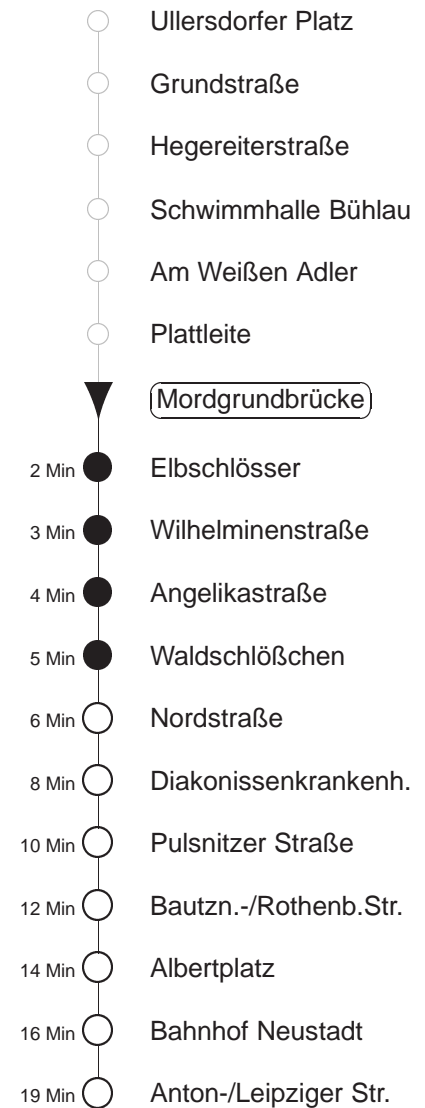 Ullersdorfer Platz
Grundstraße
Hegereiterstraße
Schwimmhalle Bühlau
Am Weißen Adler
Plattleite
Mordgrundbrücke
2 Min Elbschlösser
3 Min Wilhelminenstraße
4 Min Angelikastraße
5 Min Waldschlößchen
6 Min Nordstraße
8 Min Diakonissenkrankenh.
10 Min Pulsnitzer Straße
12 Min Bautzn.-/Rothenb.Str.
14 Min Albertplatz
16 Min Bahnhof Neustadt
19 Min Anton-/Leipziger Str.